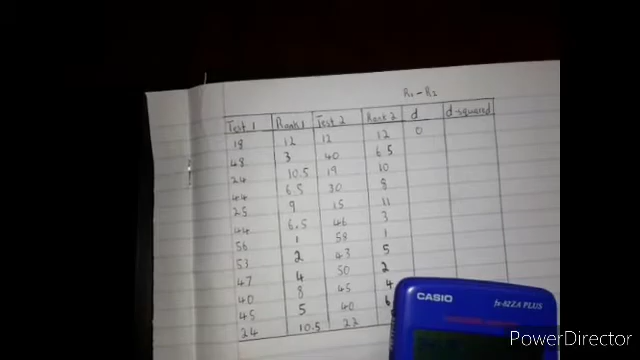 R1 - R2
Test 1 Rank 1 Test 2 Rank 2 d d-squared
18 12 12 12 0
48 3 40 6.5
24 10.5 19 10
44 6.5 30 8
25 9 15 11
44 6.5 46 3
56 1 58 1
53 2 43 5
47 4 50 2
40 8 45 4
45 5 40 6
24 10.5 22
CASIO
fx-82ZA PLUS
PowerDirector